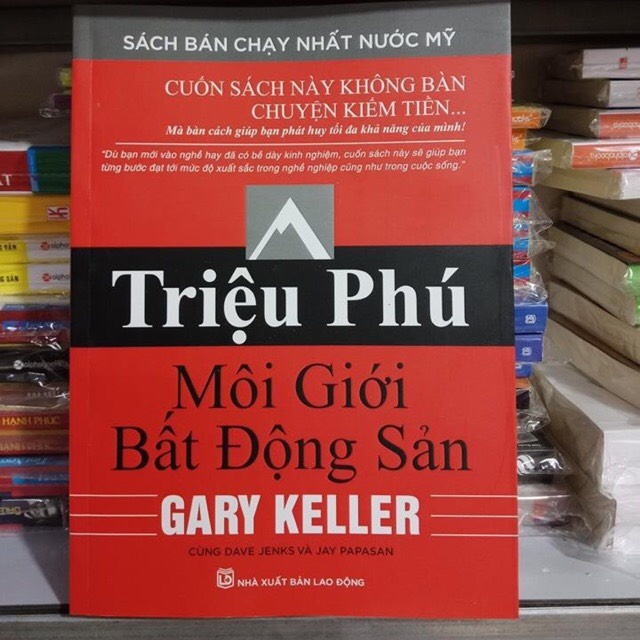 SÁCH BÁN CHẠY NHẤT NƯỚC MỸ
CUỐN SÁCH NÀY KHÔNG BÀN
CHUYỆN KIẾM TIỀN...
Mà bàn cách giúp bạn phát huy tối đa khả năng của mình!
"Dù bạn mới vào nghề hay đã có bề dày kinh nghiệm, cuốn sách này sẽ giúp bạn
từng bước đạt tới mức độ xuất sắc trong nghề nghiệp cũng như trong cuộc sống."
Triệu Phú
Môi Giới
Bất Động Sản
GARY KELLER
CÙNG DAVE JENKS VÀ JAY PAPASAN
NHÀ XUẤT BẢN LAO ĐỘNG
HẠNH PHÚC